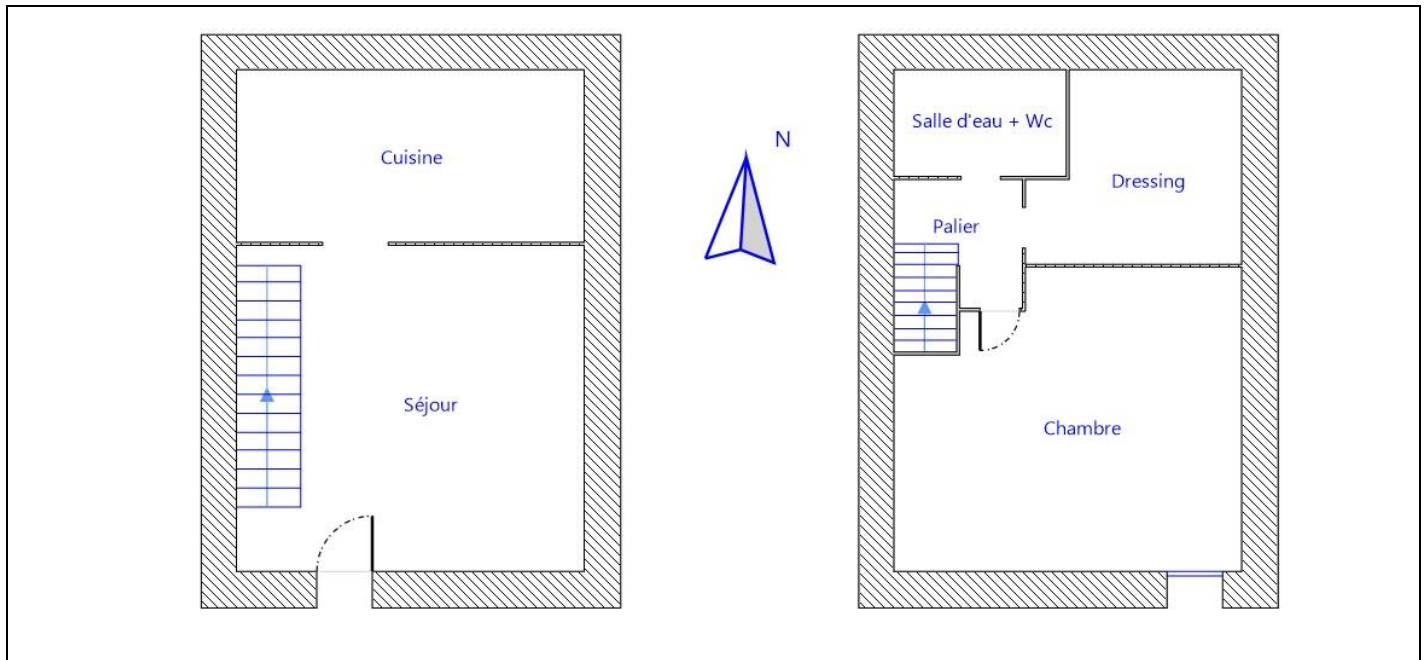 Cuisine
Séjour
N
Salle d'eau + Wc
Dressing
Palier
Chambre